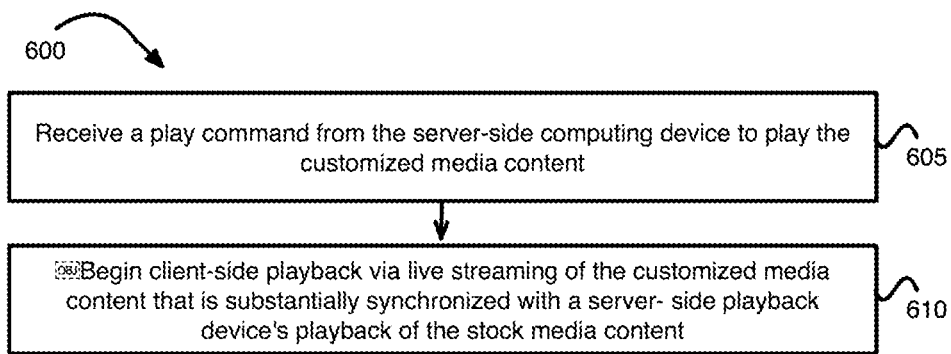 600
Receive a play command from the server-side computing device to play the
customized media content
605
Begin client-side playback via live streaming of the customized media
content that is substantially synchronized with a server- side playback
device's playback of the stock media content
610